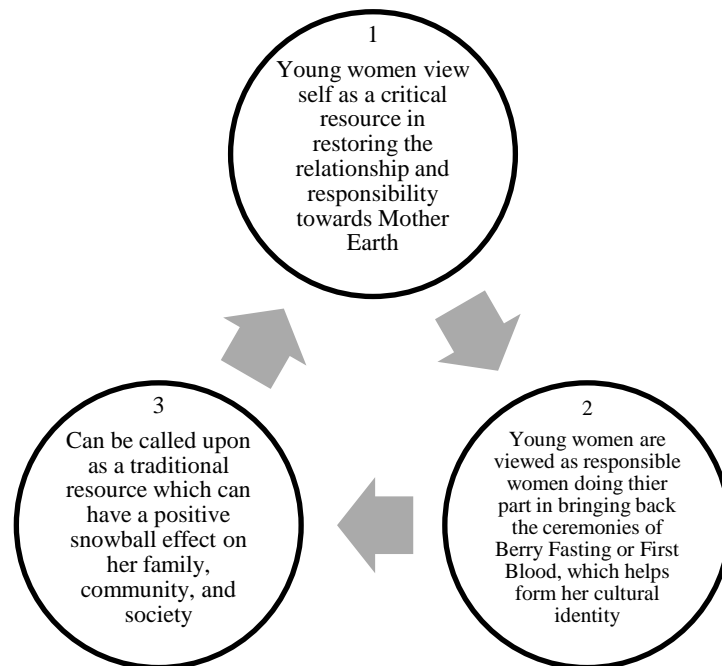 1
Young women view
self as a critical
resource in
restoring the
relationship and
responsibility
towards Mother
Earth
2
Young women are
viewed as responsible
women doing thier
part in bringing back
the ceremonies of
Berry Fasting or First
Blood, which helps
form her cultural
identity
3
Can be called upon
as a traditional
resource which can
have a positive
snowball effect on
her family,
community, and
society